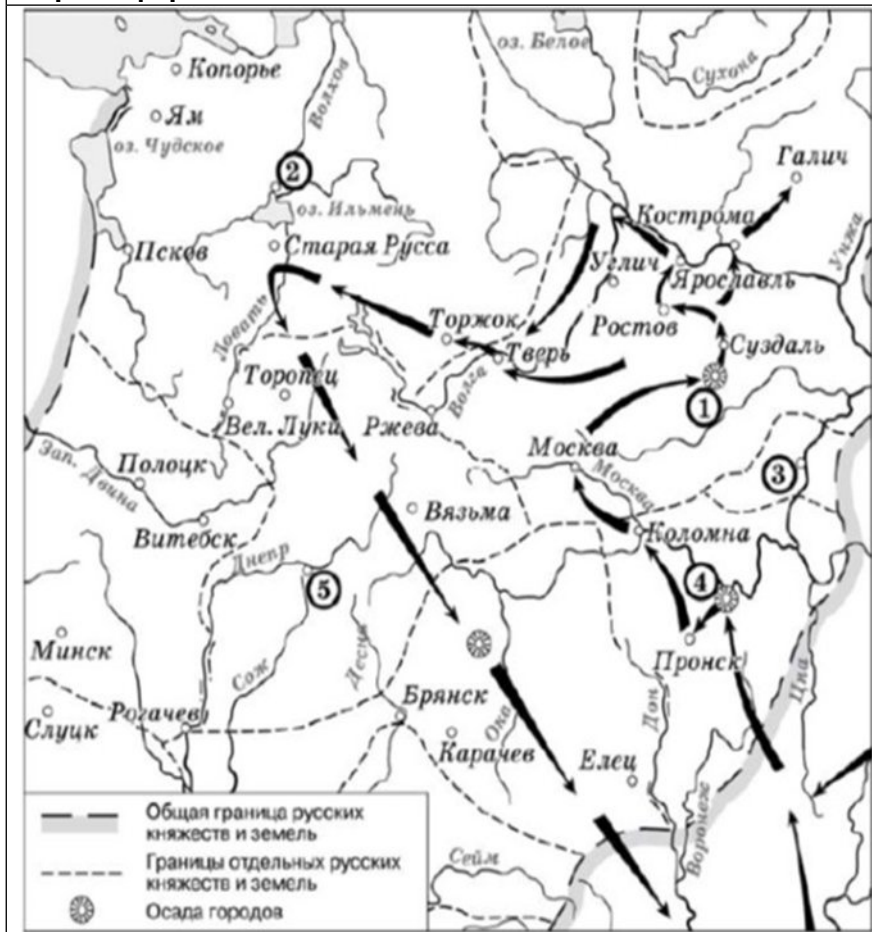 оз. Белое
Сухона
Копорье
Волхов
Ям
оз. Чудское
Галич
2
оз. Ильмень
Кострома
Псков
Старая Русса
Унжа
Углич
Ярославль
Ловать
Торжок
Ростов
Суздаль
Тверь
Волга
Торопец
1
Вел. Луки
Ржева
Москва
Москва
3
Зап. Двина
Полоцк
Вязьма
Витебск
Коломна
Днепр
5
4
Минск
Десна
Пронск
Цна
Сож
Дон
Слуцк
Рогачев
Брянск
Ока
Карачев
Елец
Воронеж
Сейм
Общая граница русских
княжеств и земель
Границы отдельных русских
княжеств и земель
Осада городов